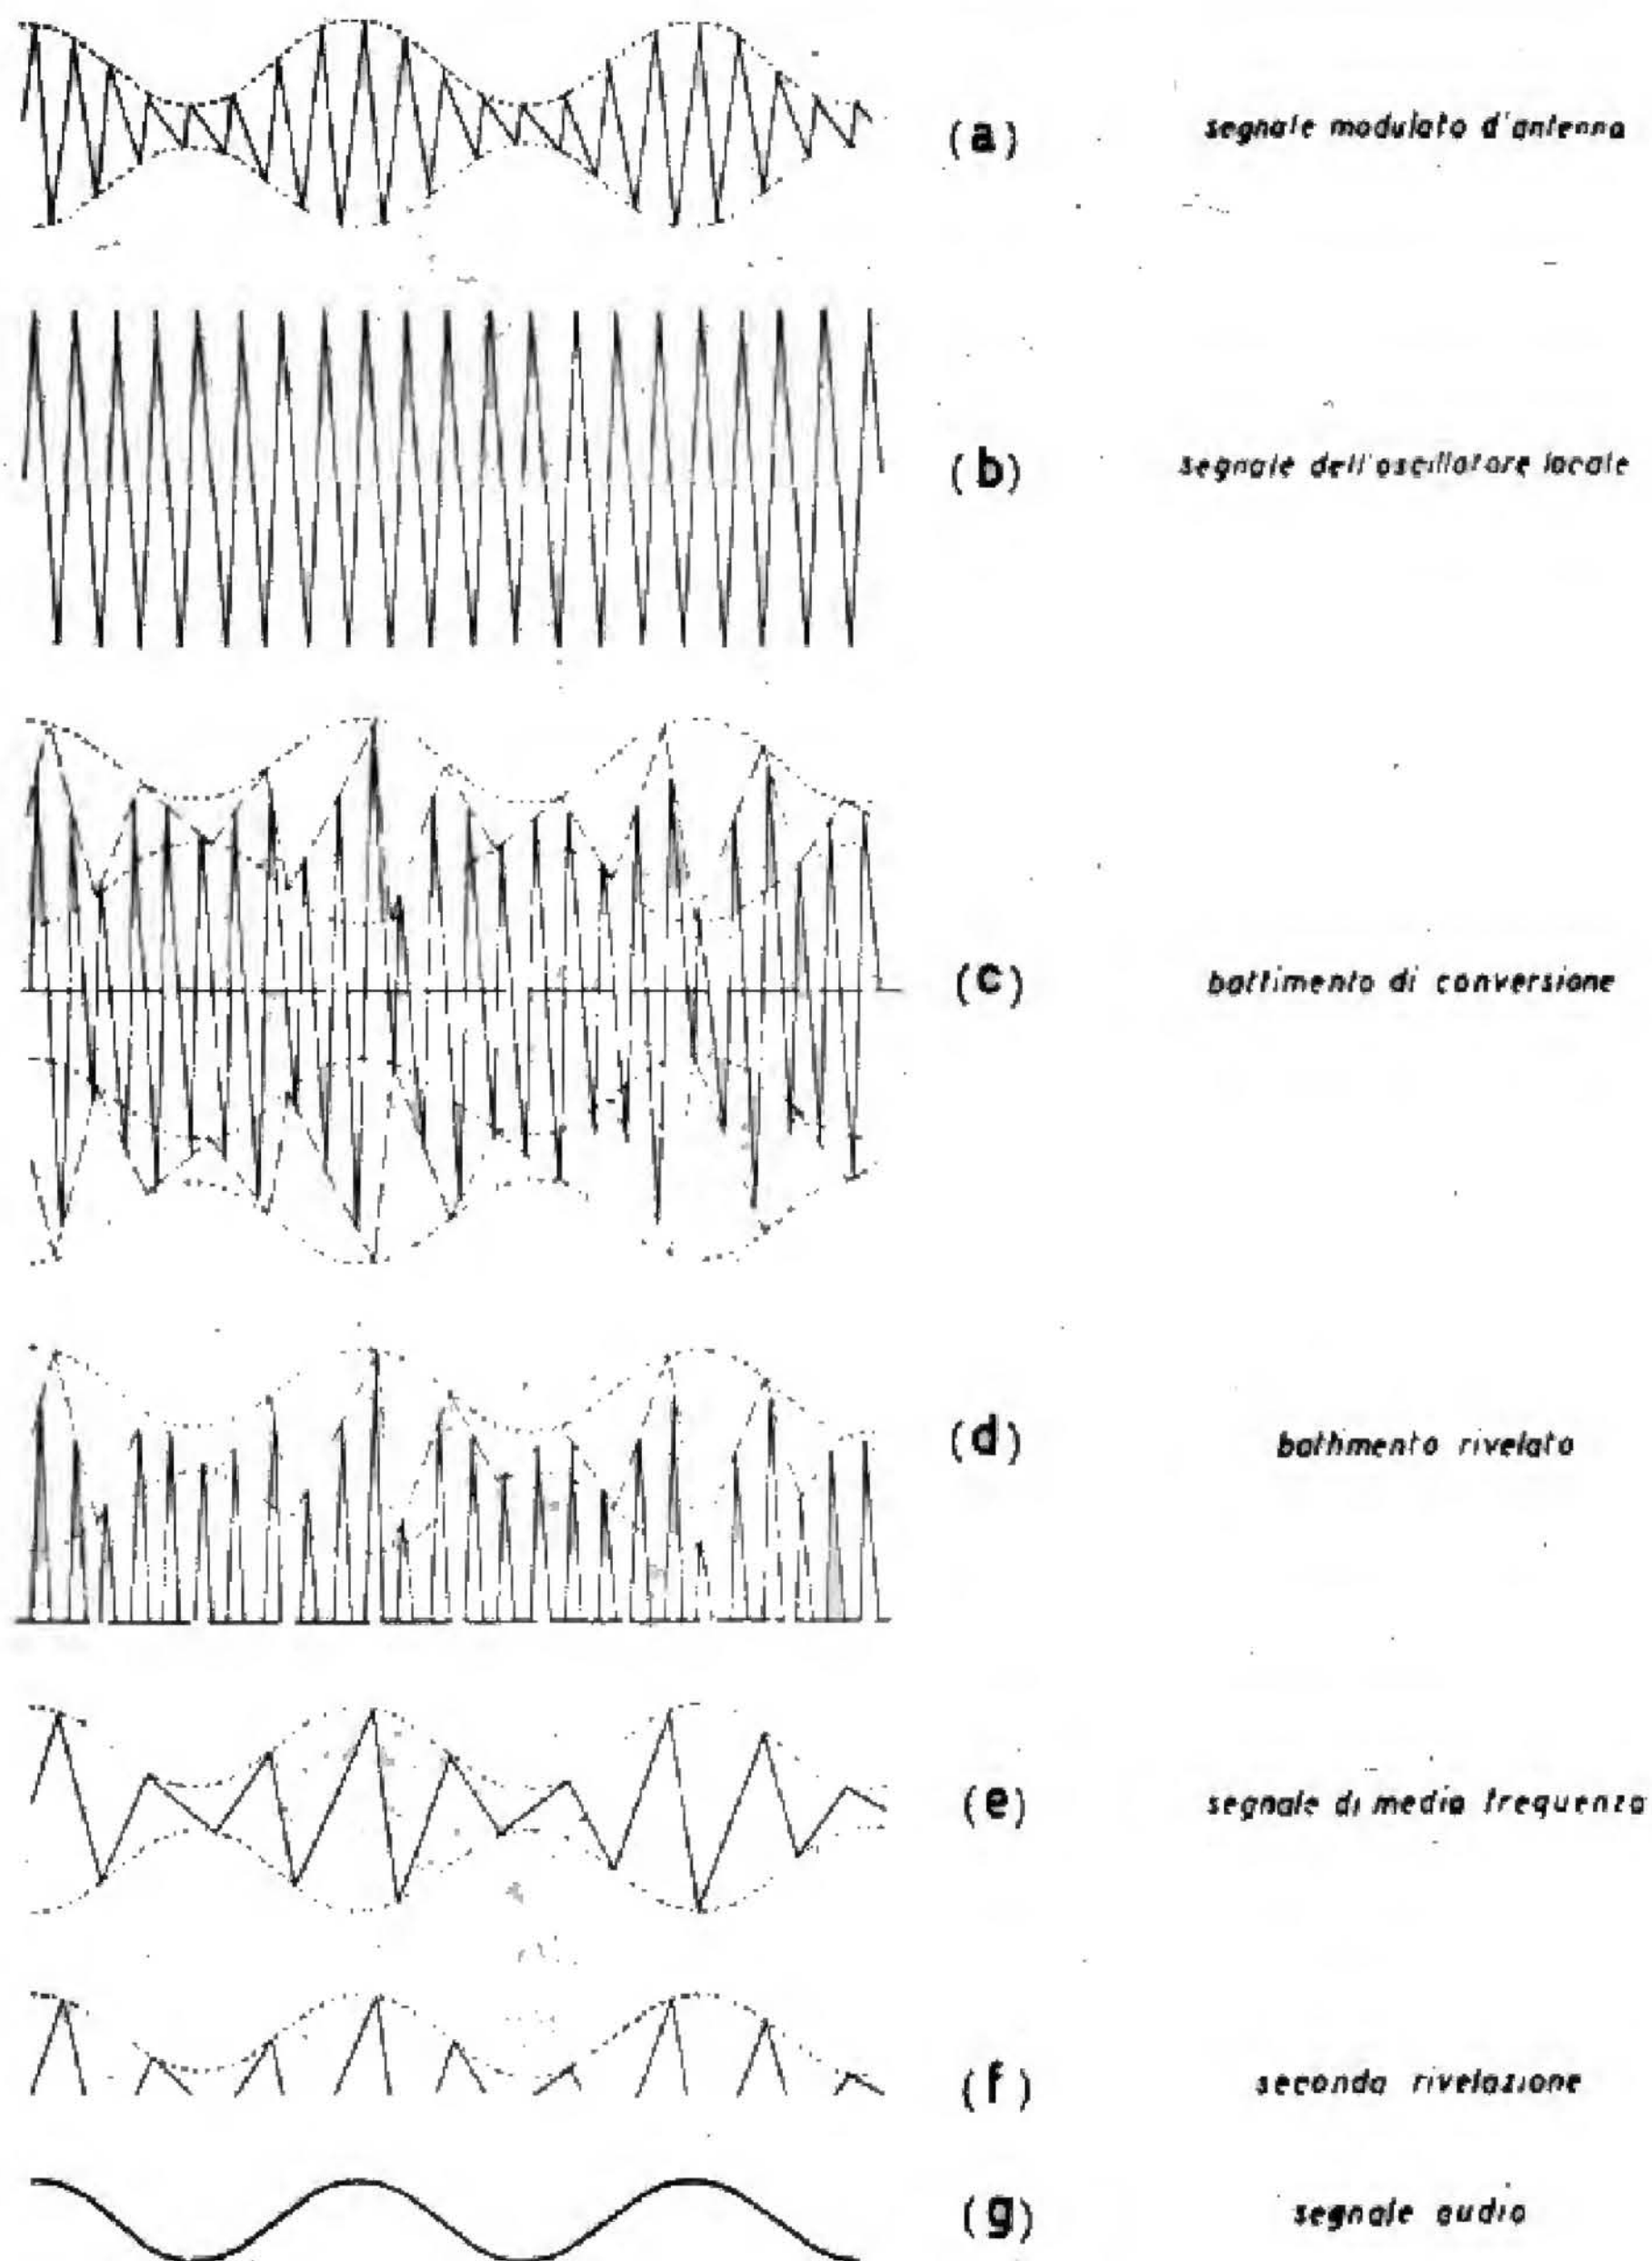 (a) segnale modulato d'antenna
(b) segnale dell'oscillatore locale
(c) battimento di conversione
(d) battimento rivelato
(e) segnale di media frequenza
(f) seconda rivelazione
(g) segnale audio